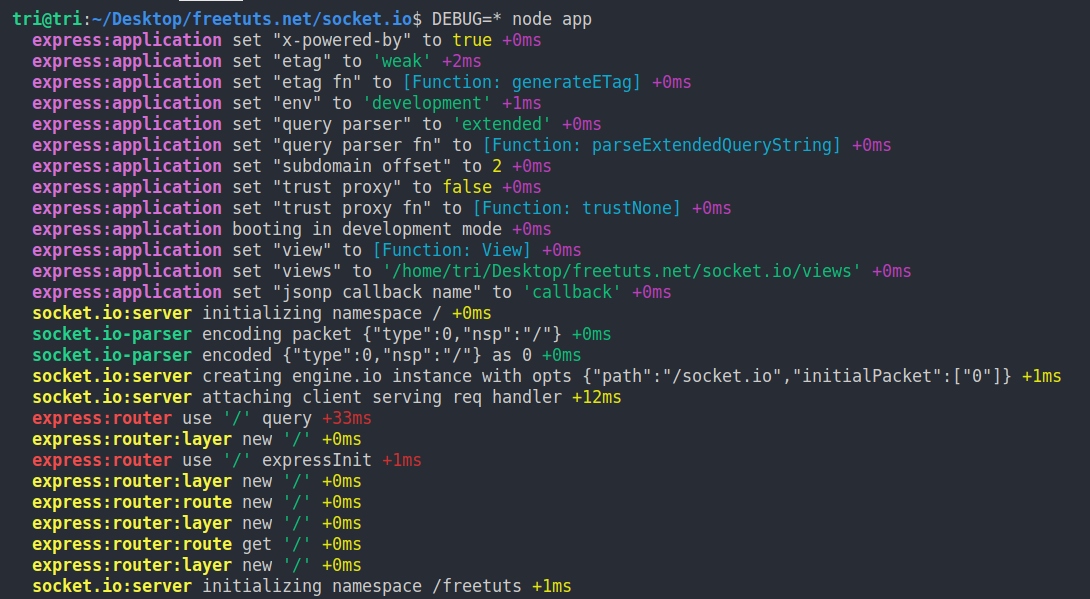 tri@tri:~/Desktop/freetuts.net/socket.io$ DEBUG=* node app
express:application set "x-powered-by" to true +0ms
express:application set "etag" to 'weak' +2ms
express:application set "etag fn" to [Function: generateETag] +0ms
express:application set "env" to 'development' +1ms
express:application set "query parser" to 'extended' +0ms
express:application set "query parser fn" to [Function: parseExtendedQueryString] +0ms
express:application set "subdomain offset" to 2 +0ms
express:application set "trust proxy" to false +0ms
express:application set "trust proxy fn" to [Function: trustNone] +0ms
express:application booting in development mode +0ms
express:application set "view" to [Function: View] +0ms
express:application set "views" to '/home/tri/Desktop/freetuts.net/socket.io/views' +0ms
express:application set "jsonp callback name" to 'callback' +0ms
socket.io:server initializing namespace / +0ms
socket.io-parser encoding packet {"type":0,"nsp":"/"} +0ms
socket.io-parser encoded {"type":0,"nsp":"/"} as 0 +0ms
socket.io:server creating engine.io instance with opts {"path":"/socket.io","initialPacket":["0"]} +1ms
socket.io:server attaching client serving req handler +12ms
express:router use '/' query +33ms
express:router:layer new '/' +0ms
express:router use '/' expressInit +1ms
express:router:layer new '/' +0ms
express:router:route new '/' +0ms
express:router:layer new '/' +0ms
express:router:route get '/' +0ms
express:router:layer new '/' +0ms
socket.io:server initializing namespace /freetuts +1ms